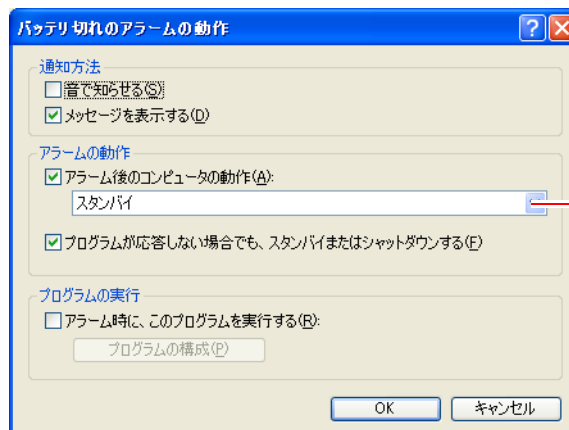 バッテリ切れのアラームの動作
通知方法
音で知らせる(S)
メッセージを表示する(D)
アラームの動作
アラーム後のコンピュータの動作(A):
スタンバイ
プログラムが応答しない場合でも、スタンバイまたはシャットダウンする(F)
プログラムの実行
アラーム時に、このプログラムを実行する(R):
プログラムの構成(P)
OK キャンセル